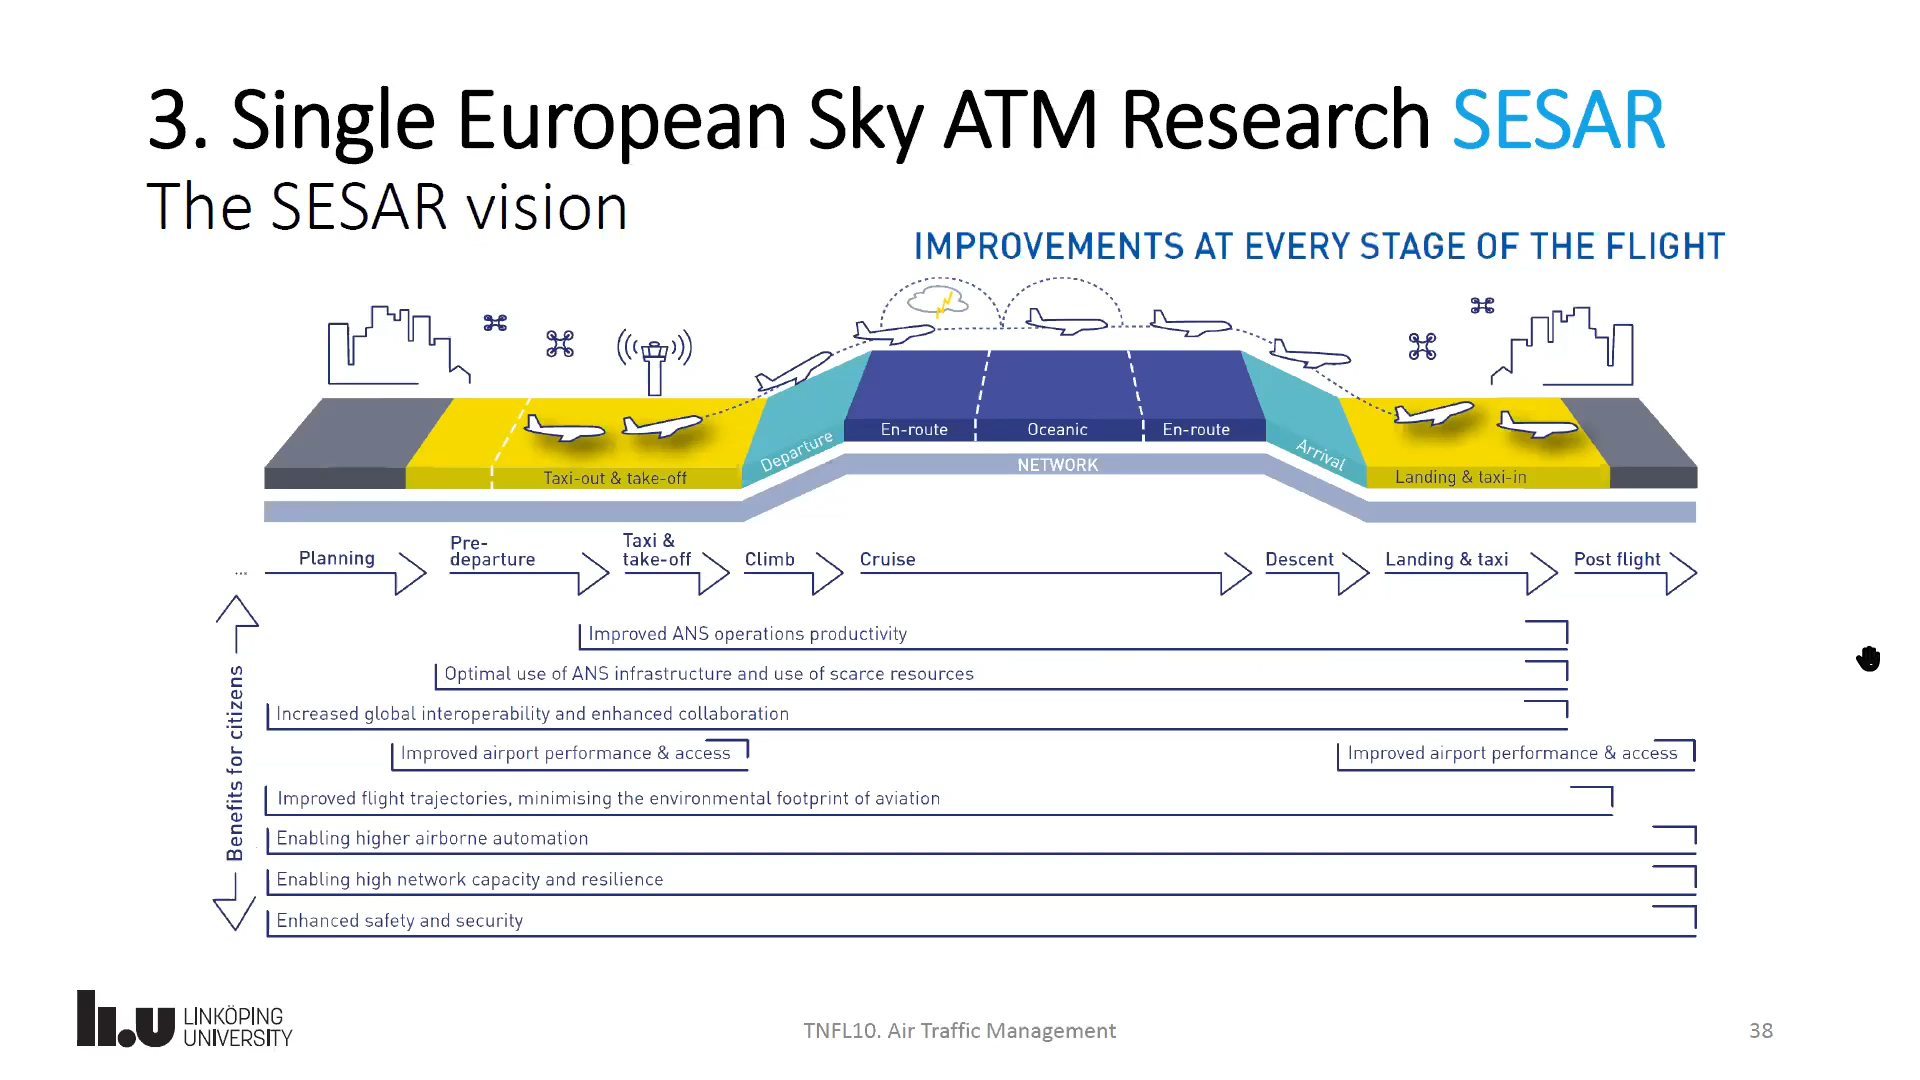 3. Single European Sky ATM Research SESAR
The SESAR vision
IMPROVEMENTS AT EVERY STAGE OF THE FLIGHT
Taxi-out & take-off
Departure
En-route
Oceanic
En-route
Arrival
Landing & taxi-in
NETWORK
...
Planning
Pre-
departure
Taxi &
take-off
Climb
Cruise
Descent
Landing & taxi
Post flight
Benefits for citizens
Improved ANS operations productivity
Optimal use of ANS infrastructure and use of scarce resources
Increased global interoperability and enhanced collaboration
Improved airport performance & access
Improved airport performance & access
Improved flight trajectories, minimising the environmental footprint of aviation
Enabling higher airborne automation
Enabling high network capacity and resilience
Enhanced safety and security
li.u LINKÖPING
UNIVERSITY
TNFL10. Air Traffic Management
38